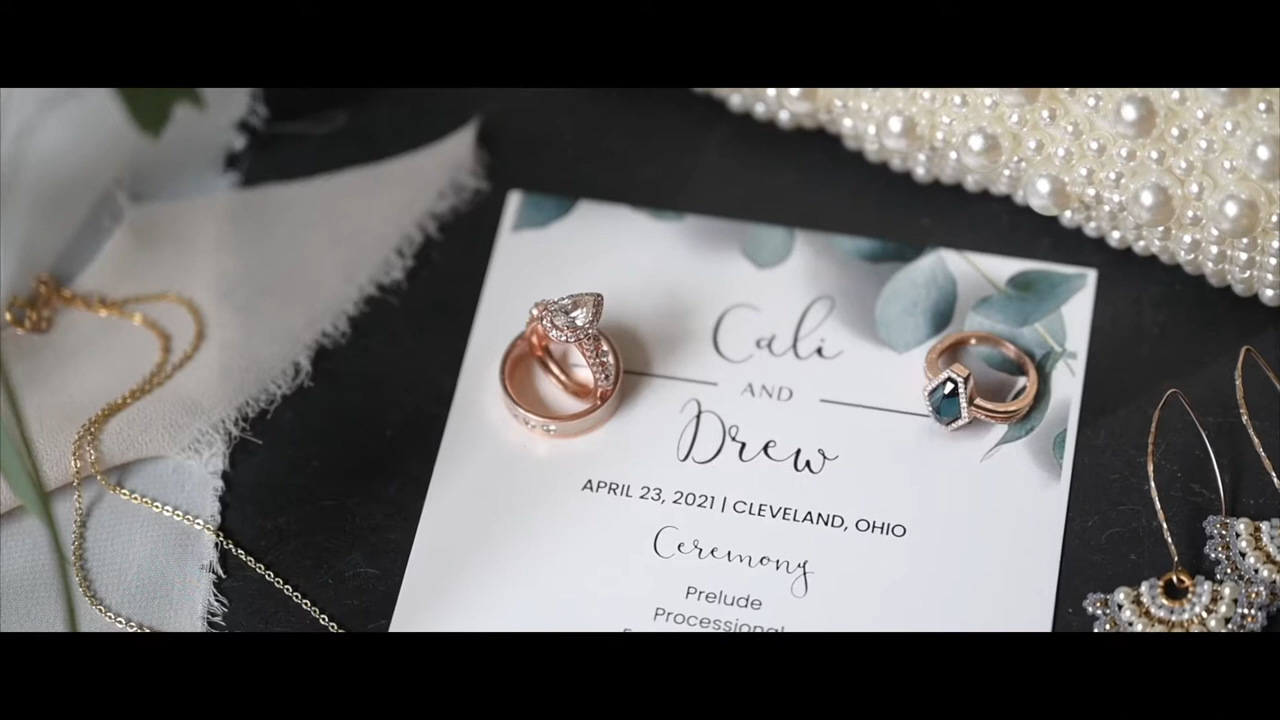 Cali
AND
Drew
APRIL 23, 2021 | CLEVELAND, OHIO
Ceremony
Prelude
Processional